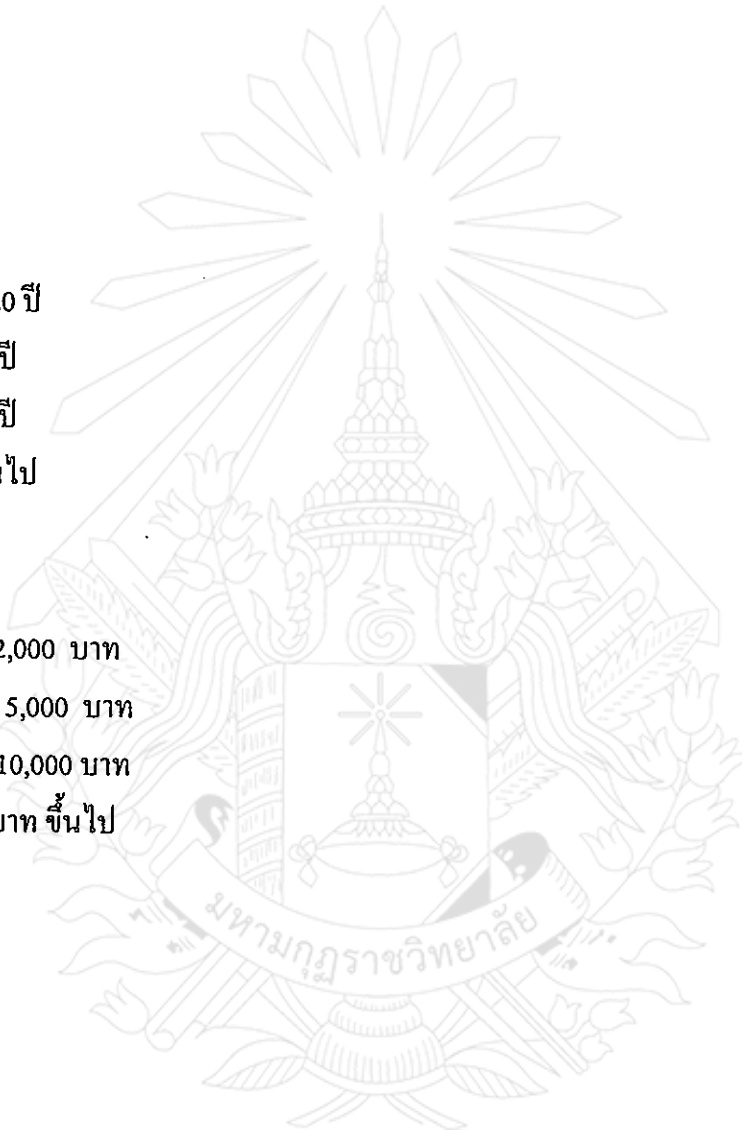 0 ปี
ปี
ปี
นไป
2,000 บาท
5,000 บาท
10,000 บาท
บาท ขึ้นไป
มหามกุฏราชวิทยาลัย